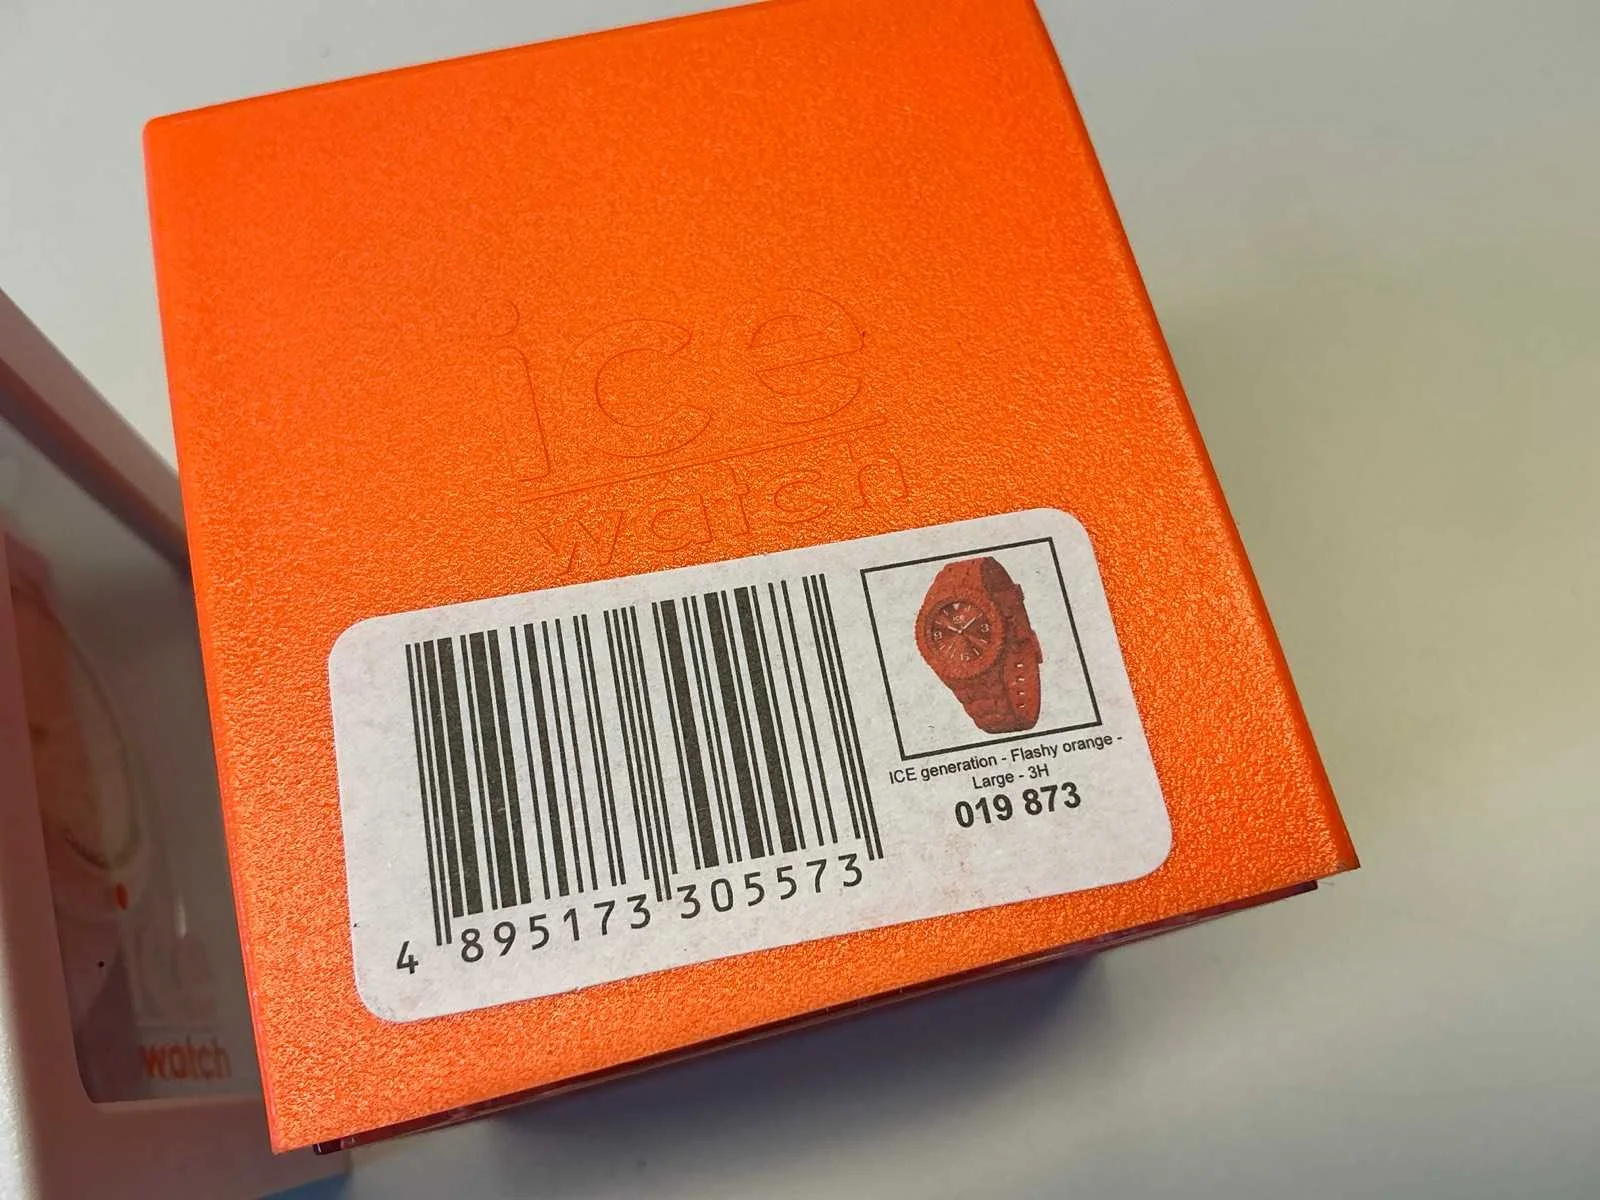 ice
watch
ICE generation - Flashy orange -
Large - 3H
019 873
4 895173 305573
watch